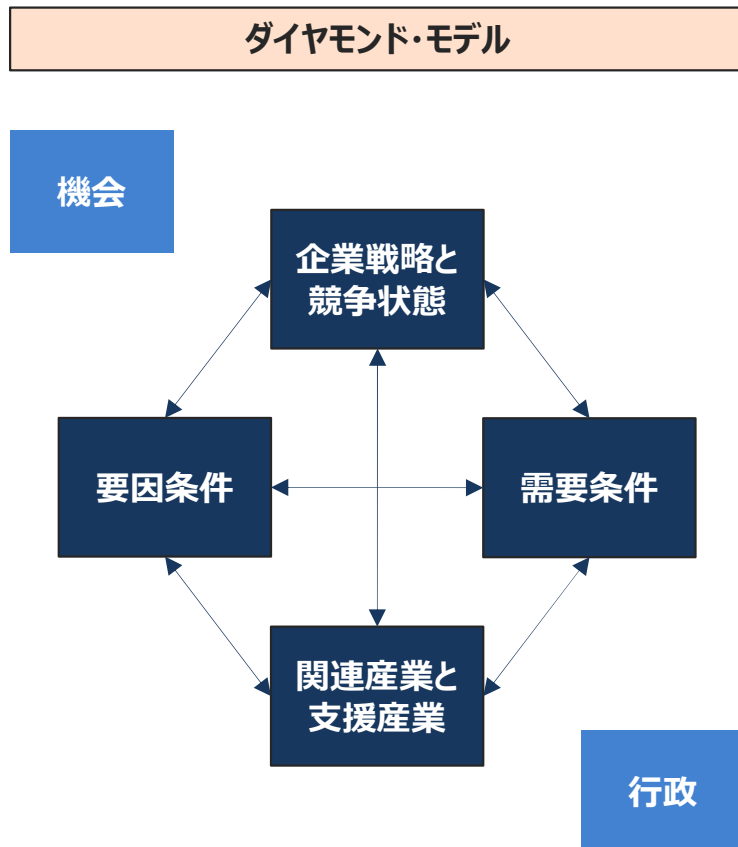 ダイヤモンド・モデル
機会
企業戦略と
競争状態
要因条件
需要条件
関連産業と
支援産業
行政